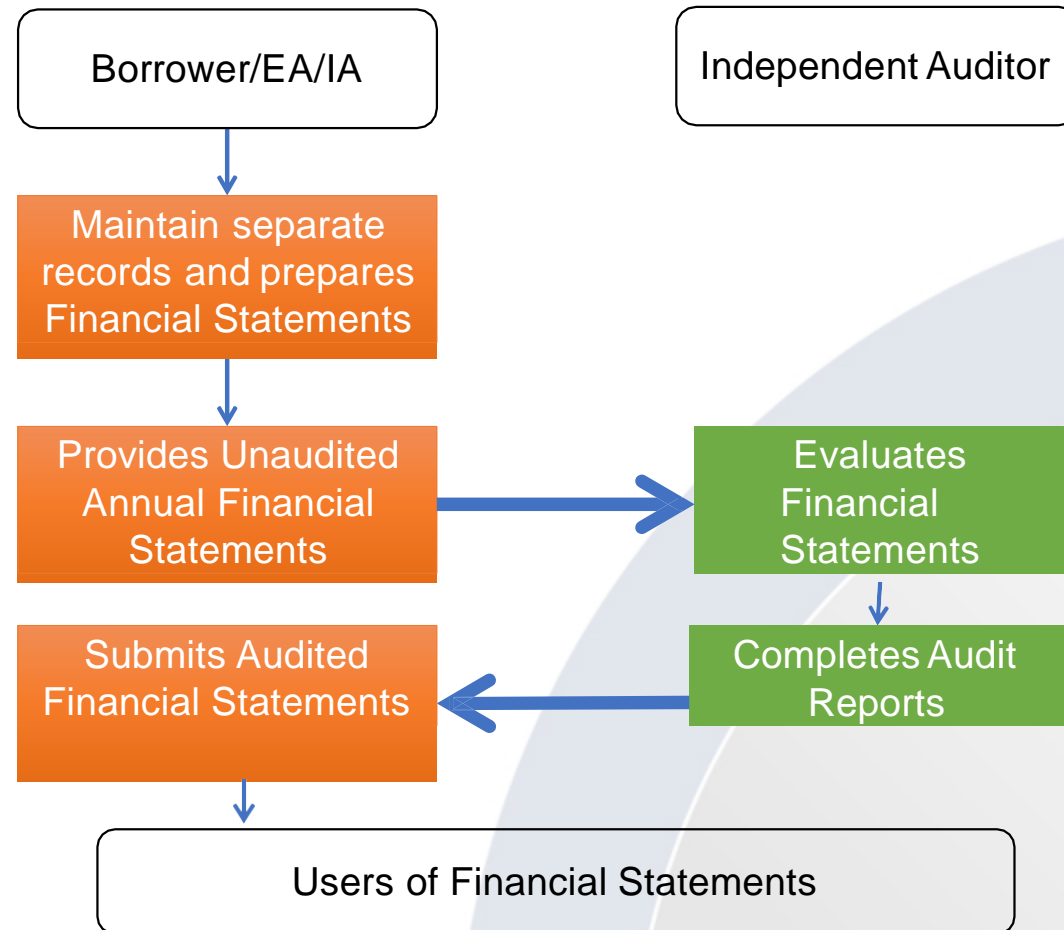 Borrower/EA/IA
Independent Auditor
Maintain separate
records and prepares
Financial Statements
Provides Unaudited
Annual Financial
Statements
Evaluates
Financial
Statements
Submits Audited
Financial Statements
Completes Audit
Reports
Users of Financial Statements